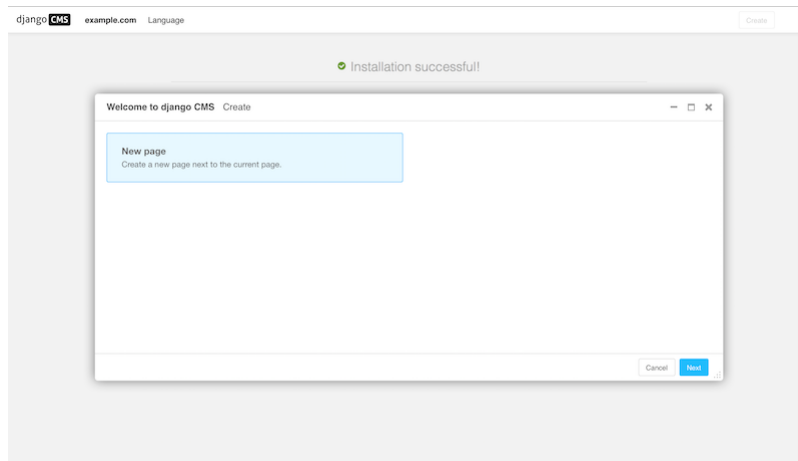 django CMS example.com Language Create
Installation successful!
Welcome to django CMS Create
New page
Create a new page next to the current page.
Cancel Next